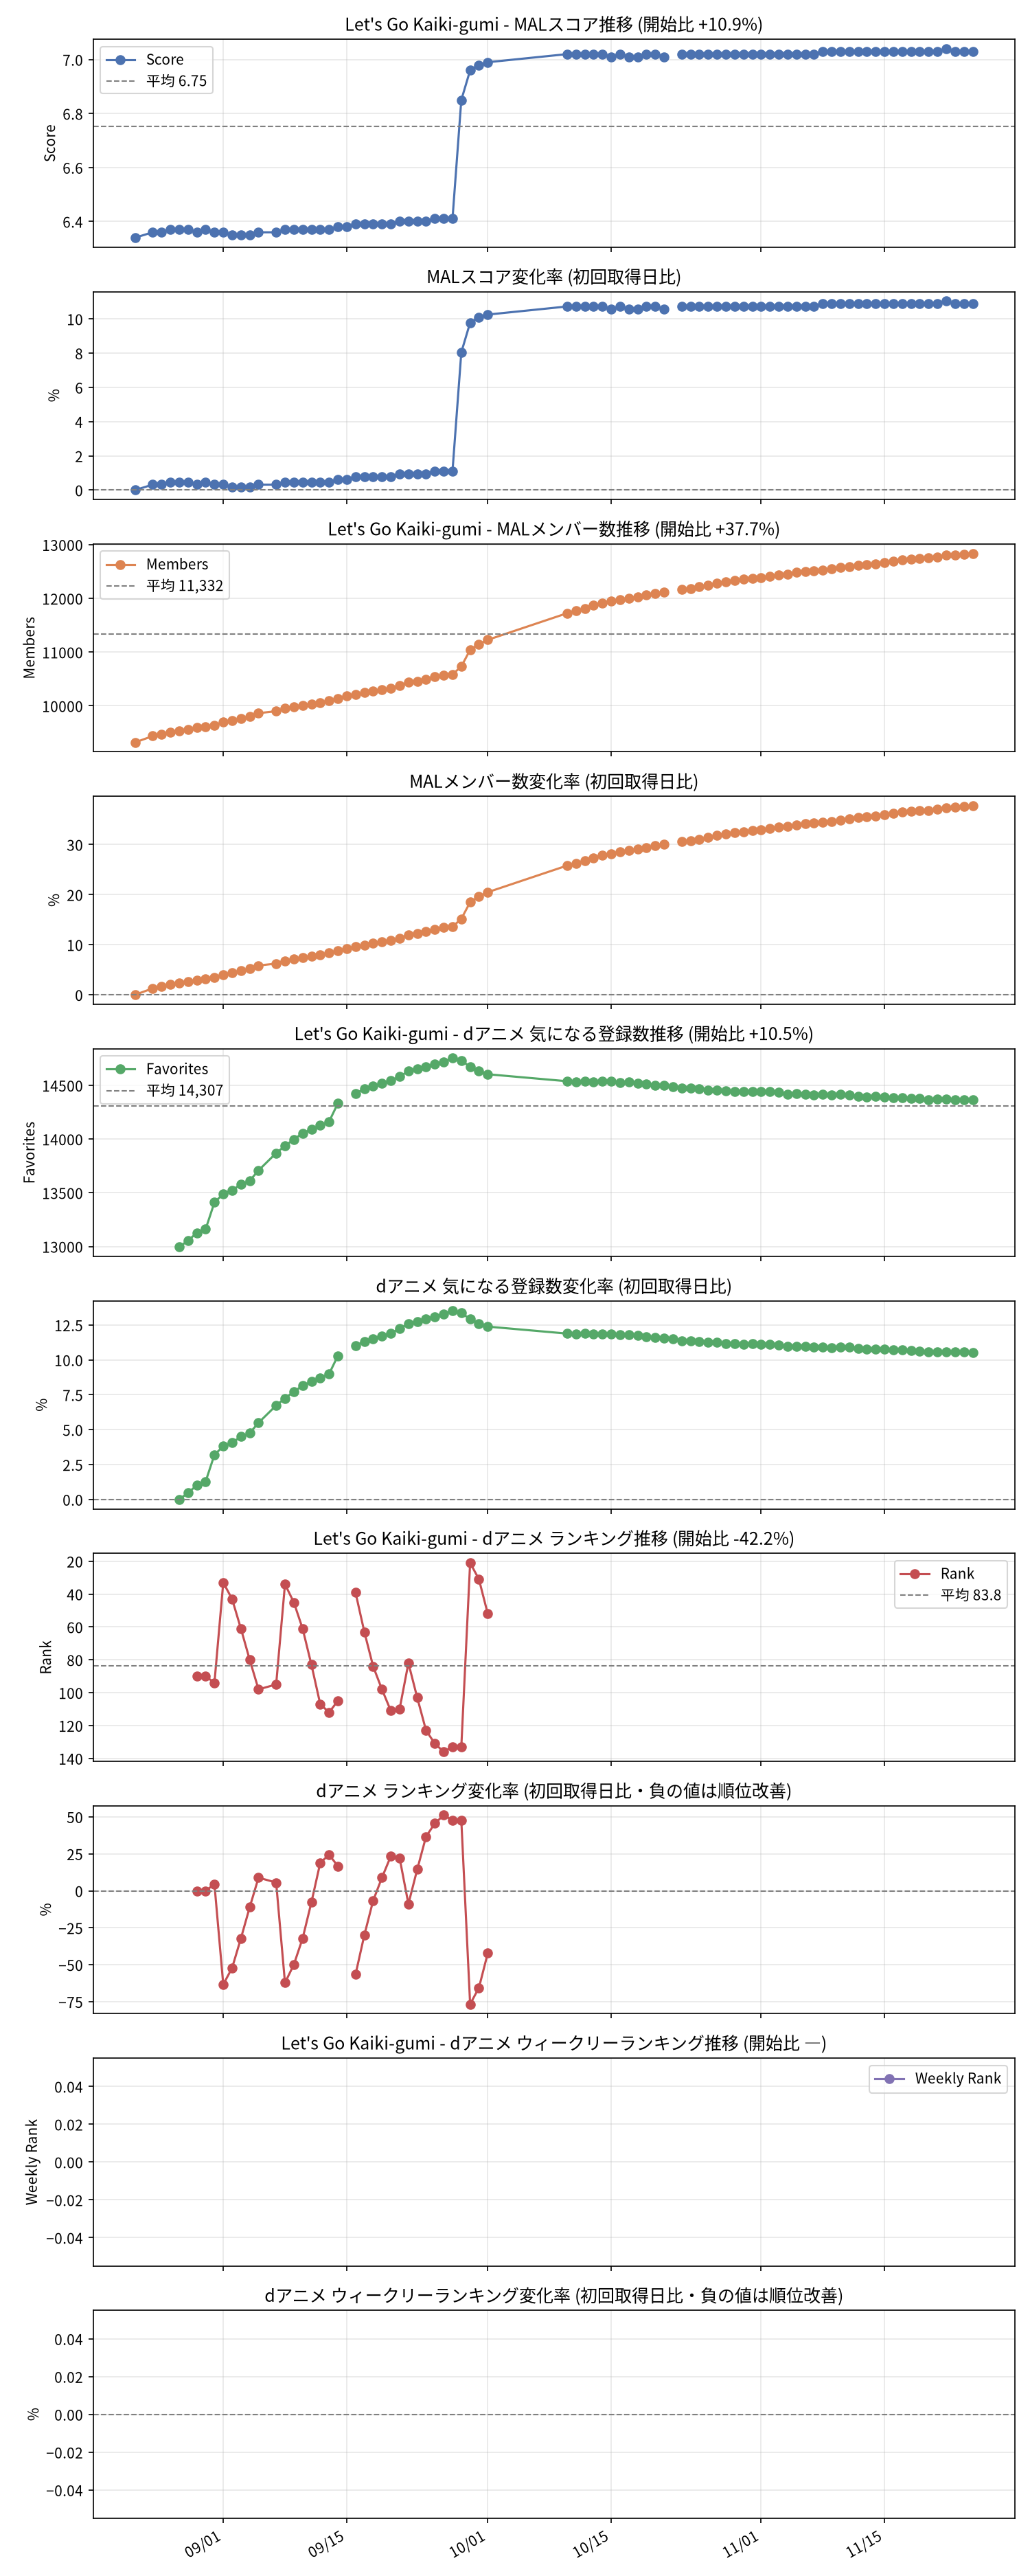 Let's Go Kaiki-gumi - MALスコア推移 (開始比 +10.9%)
Score
平均 6.75
Score
7.0
6.8
6.6
6.4
MALスコア変化率 (初回取得日比)
%
10
8
6
4
2
0
Let's Go Kaiki-gumi - MALメンバー数推移 (開始比 +37.7%)
Members
平均 11,332
Members
13000
12000
11000
10000
MALメンバー数変化率 (初回取得日比)
%
30
20
10
0
Let's Go Kaiki-gumi - dアニメ 気になる登録数推移 (開始比 +10.5%)
Favorites
平均 14,307
Favorites
14500
14000
13500
13000
dアニメ 気になる登録数変化率 (初回取得日比)
%
12.5
10.0
7.5
5.0
2.5
0.0
Let's Go Kaiki-gumi - dアニメ ランキング推移 (開始比 -42.2%)
Rank
平均 83.8
Rank
20
40
60
80
100
120
140
dアニメ ランキング変化率 (初回取得日比・負の値は順位改善)
%
50
25
0
−25
−50
−75
Let's Go Kaiki-gumi - dアニメ ウィークリーランキング推移 (開始比 —)
Weekly Rank
Weekly Rank
0.04
0.02
0.00
−0.02
−0.04
dアニメ ウィークリーランキング変化率 (初回取得日比・負の値は順位改善)
%
0.04
0.02
0.00
−0.02
−0.04
09/01
09/15
10/01
10/15
11/01
11/15